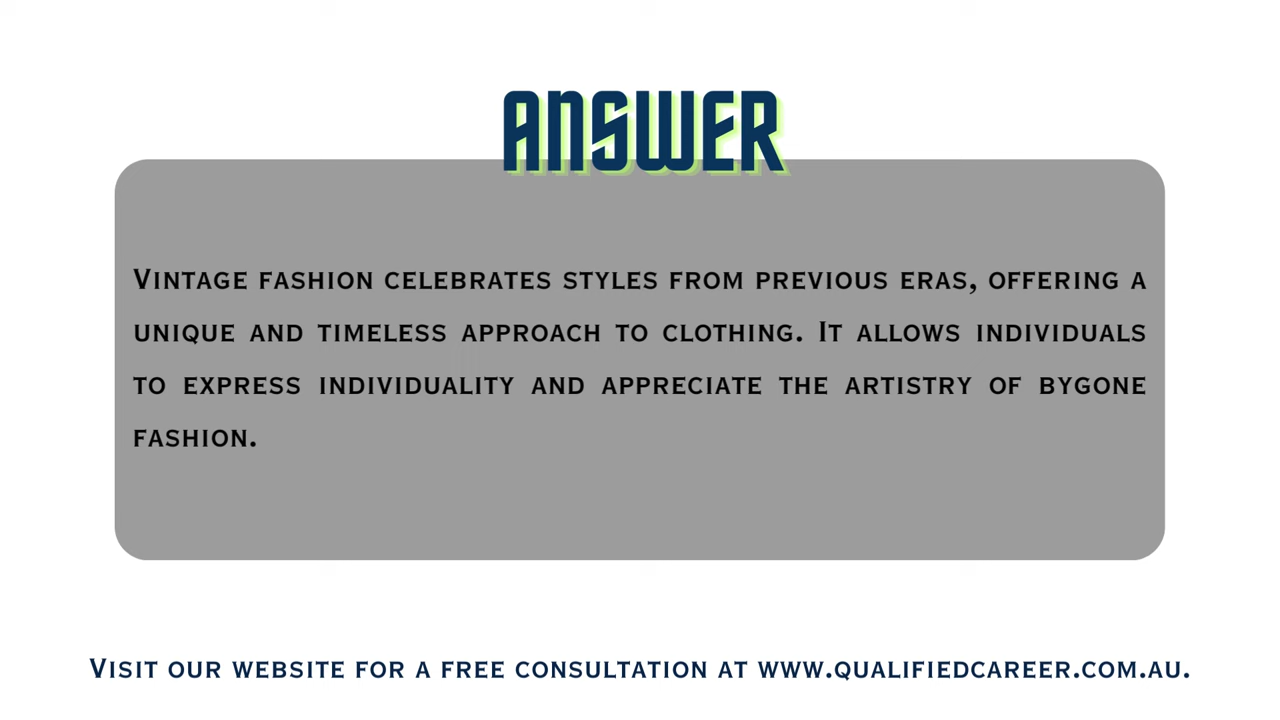 ANSWER
Vintage fashion celebrates styles from previous eras, offering a
unique and timeless approach to clothing. It allows individuals
to express individuality and appreciate the artistry of bygone
fashion.
Visit our website for a free consultation at www.qualifiedcareer.com.au.